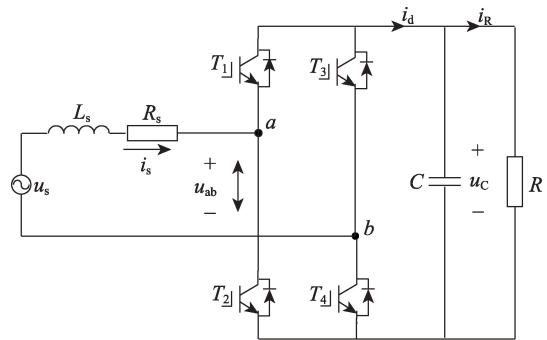 i_d
i_R
T_1
T_3
L_s
R_s
a
i_s
+
u_ab
−
u_s
b
C
+
u_C
−
R
T_2
T_4